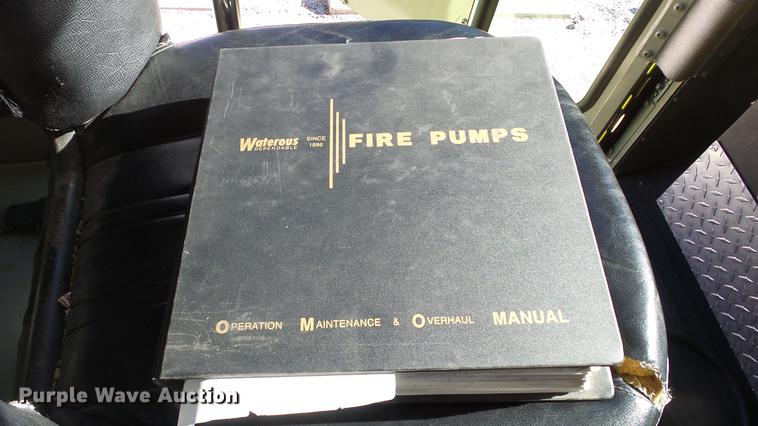 Waterous DEPENDABLE SINCE 1886 FIRE PUMPS
OPERATION MAINTENANCE & OVERHAUL MANUAL
Purple Wave Auction